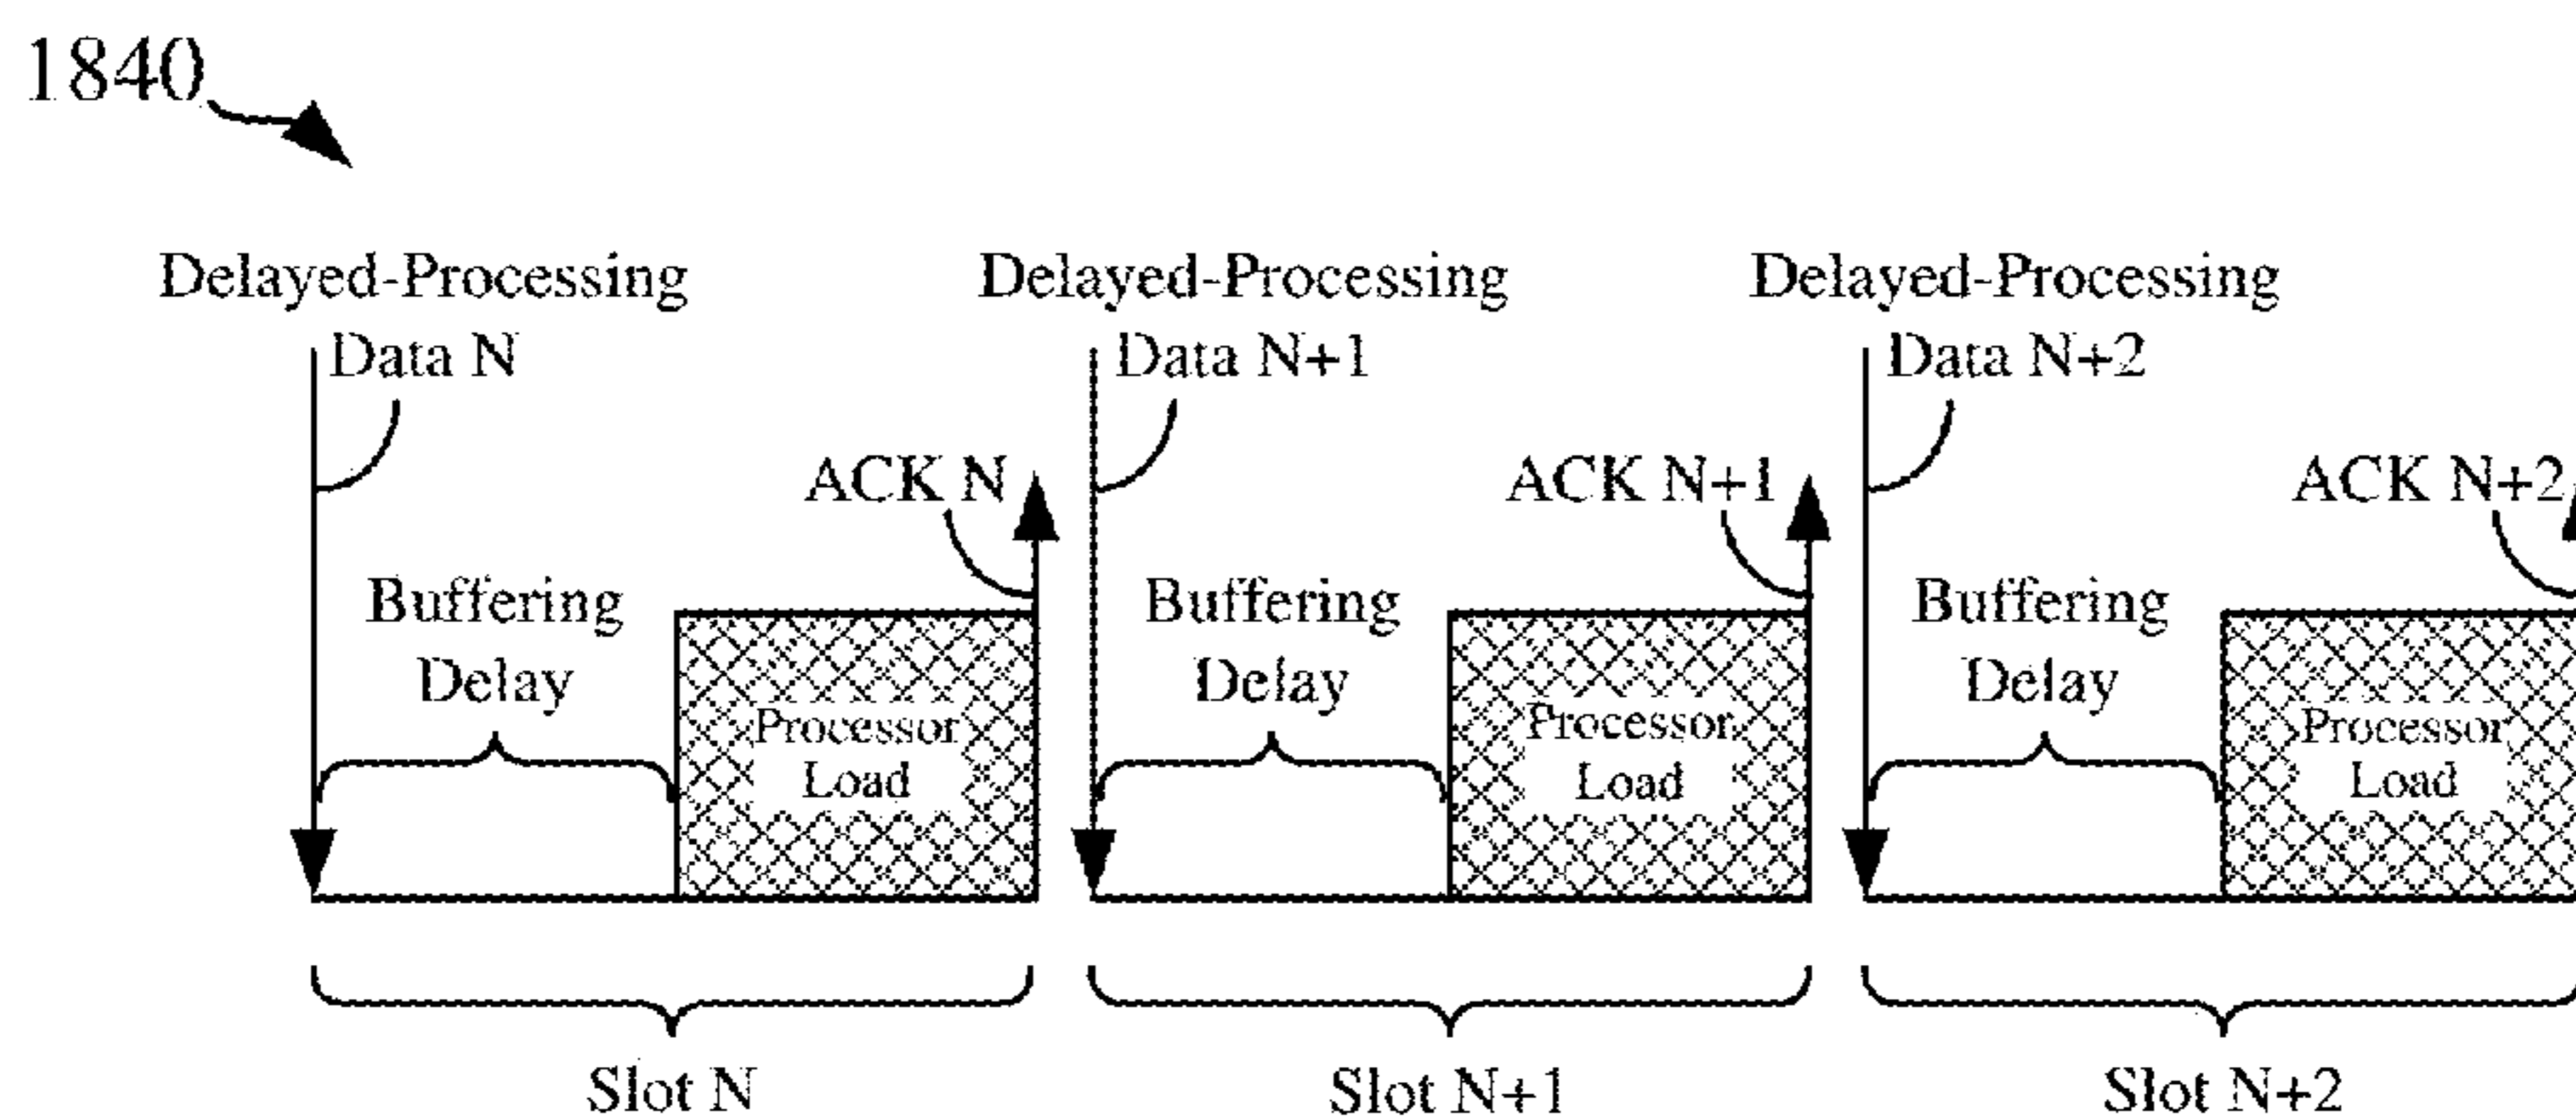 1840
Delayed-Processing
Data N
Delayed-Processing
Data N+1
Delayed-Processing
Data N+2
ACK N
ACK N+1
ACK N+2
Buffering
Delay
Buffering
Delay
Buffering
Delay
Processor
Load
Processor
Load
Processor
Load
Slot N
Slot N+1
Slot N+2